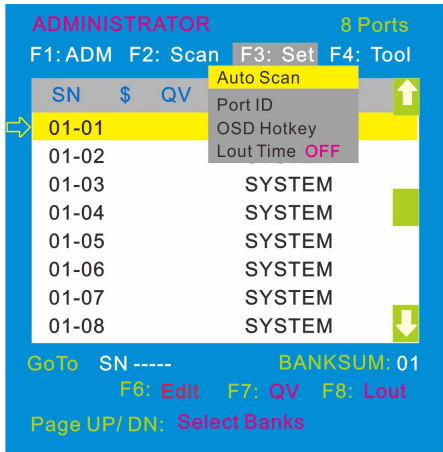 ADMINISTRATOR 8 Ports
F1: ADM F2: Scan F3: Set F4: Tool
Auto Scan
SN $ QV
Port ID
01-01
OSD Hotkey
Lout Time OFF
01-02
01-03 SYSTEM
01-04 SYSTEM
01-05 SYSTEM
01-06 SYSTEM
01-07 SYSTEM
01-08 SYSTEM
GoTo SN ----- BANKSUM: 01
F6: Edit F7: QV F8: Lout
Page UP/ DN: Select Banks